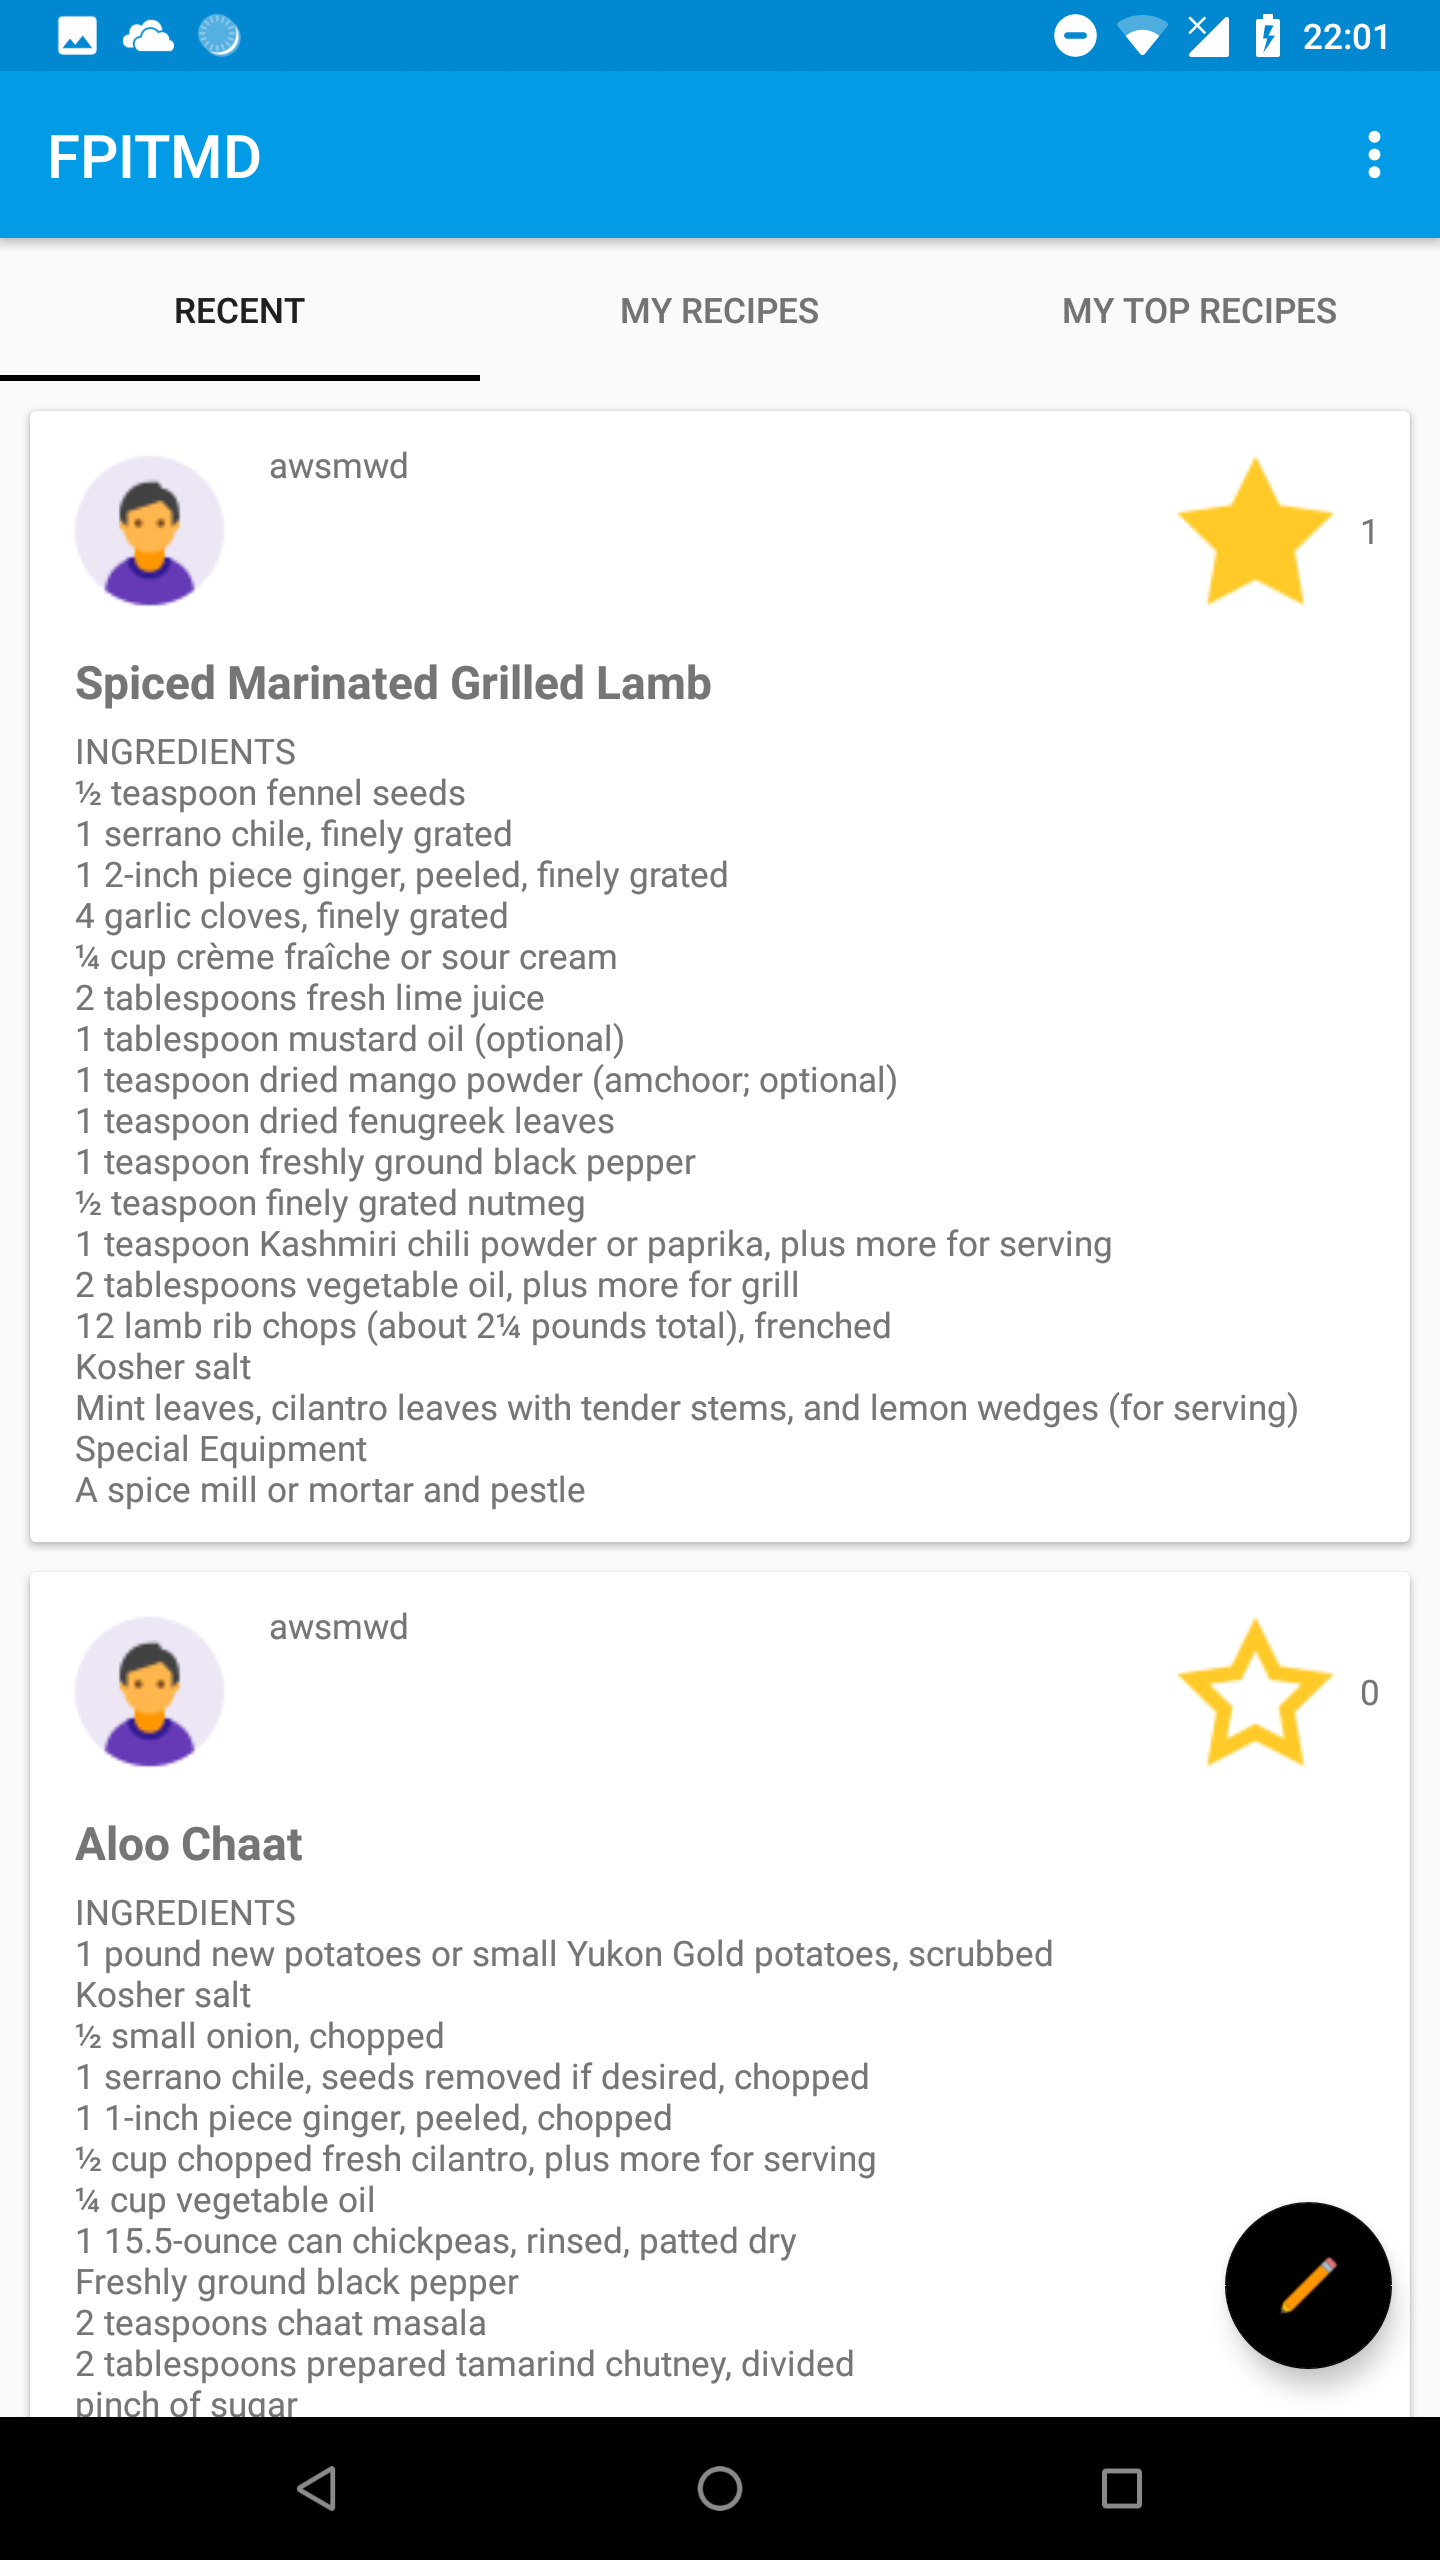 22:01
FPITMD
RECENT
MY RECIPES
MY TOP RECIPES
awsmwd
1
Spiced Marinated Grilled Lamb
INGREDIENTS
½ teaspoon fennel seeds
1 serrano chile, finely grated
1 2-inch piece ginger, peeled, finely grated
4 garlic cloves, finely grated
¼ cup crème fraîche or sour cream
2 tablespoons fresh lime juice
1 tablespoon mustard oil (optional)
1 teaspoon dried mango powder (amchoor; optional)
1 teaspoon dried fenugreek leaves
1 teaspoon freshly ground black pepper
½ teaspoon finely grated nutmeg
1 teaspoon Kashmiri chili powder or paprika, plus more for serving
2 tablespoons vegetable oil, plus more for grill
12 lamb rib chops (about 2¼ pounds total), frenched
Kosher salt
Mint leaves, cilantro leaves with tender stems, and lemon wedges (for serving)
Special Equipment
A spice mill or mortar and pestle
awsmwd
0
Aloo Chaat
INGREDIENTS
1 pound new potatoes or small Yukon Gold potatoes, scrubbed
Kosher salt
½ small onion, chopped
1 serrano chile, seeds removed if desired, chopped
1 1-inch piece ginger, peeled, chopped
½ cup chopped fresh cilantro, plus more for serving
¼ cup vegetable oil
1 15.5-ounce can chickpeas, rinsed, patted dry
Freshly ground black pepper
2 teaspoons chaat masala
2 tablespoons prepared tamarind chutney, divided
pinch of sugar